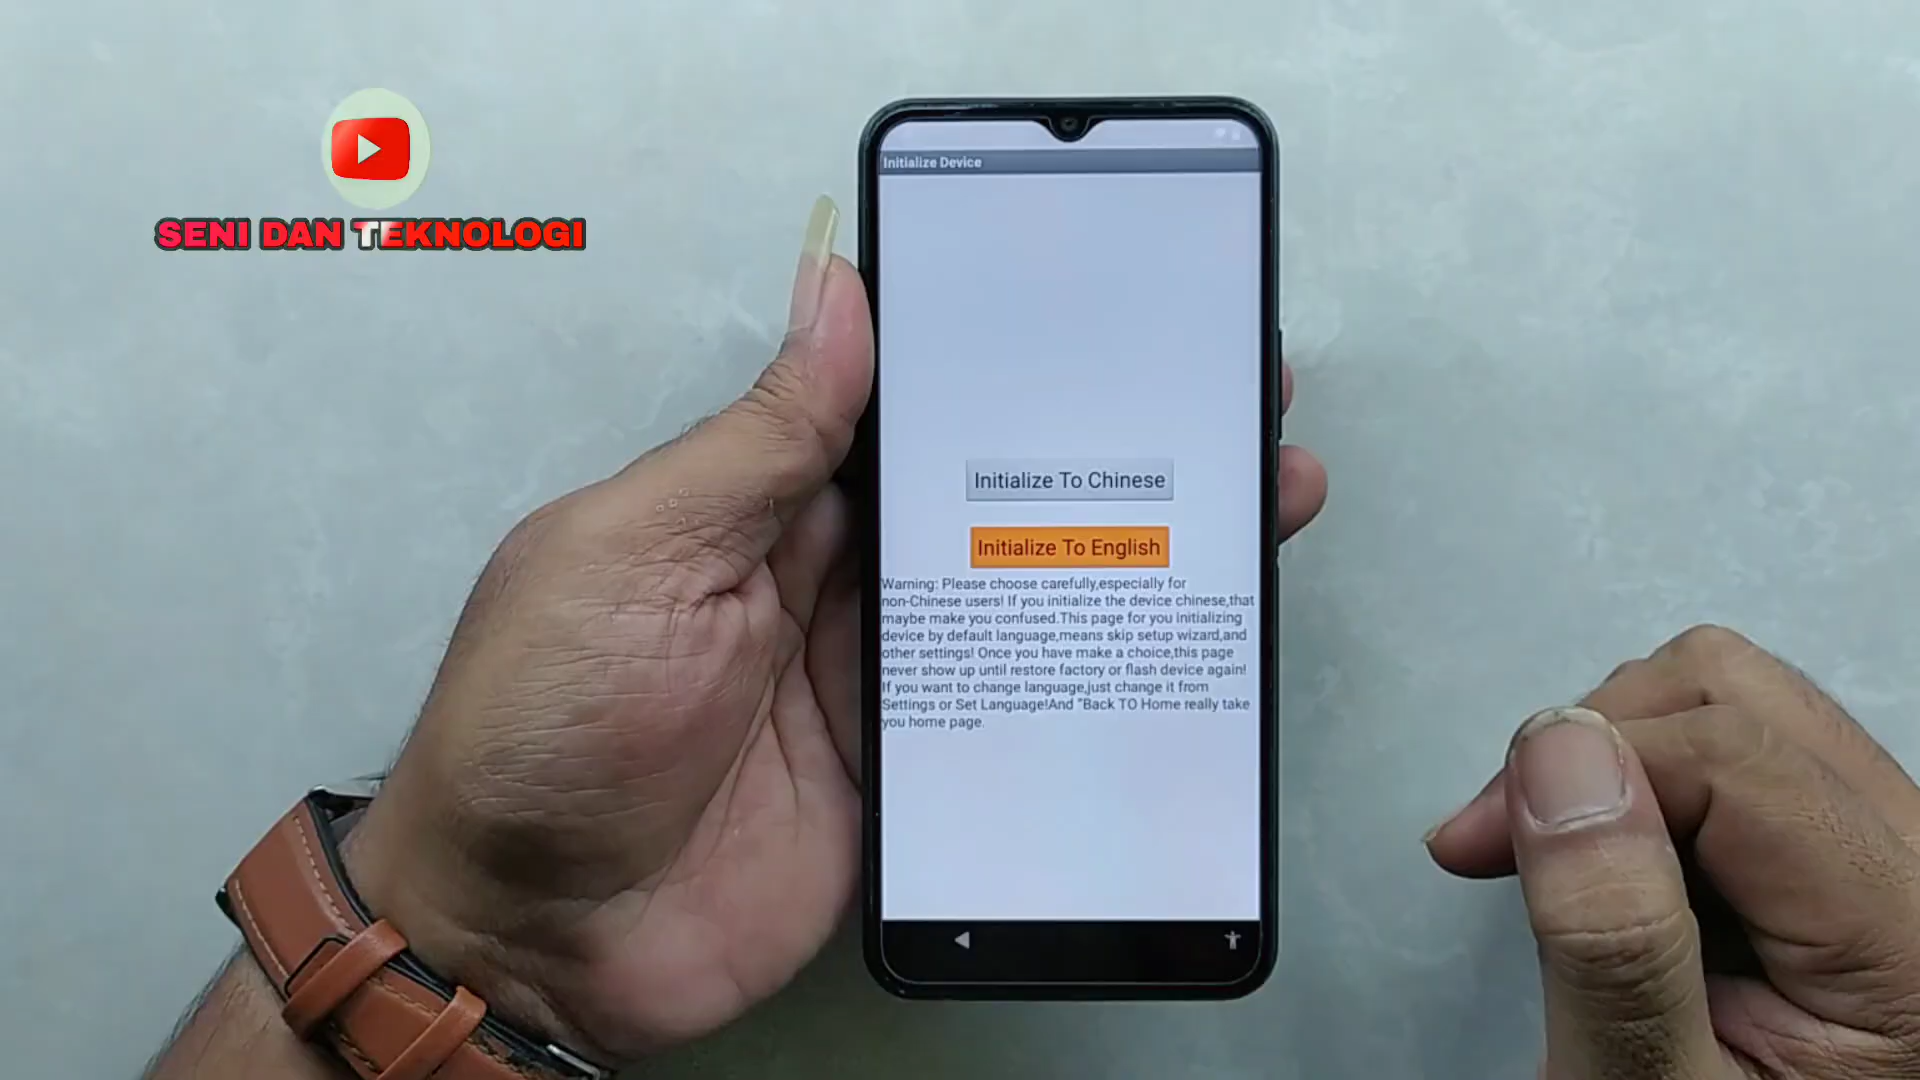 SENI DAN TEKNOLOGI
Initialize Device
Initialize To Chinese
Initialize To English
Warning: Please choose carefully,especially for
non-Chinese users! If you initialize the device chinese,that
maybe make you confused.This page for you initializing
device by default language,means skip setup wizard,and
other settings! Once you have make a choice,this page
never show up until restore factory or flash device again!
If you want to change language,just change it from
Settings or Set Language!And "Back TO Home really take
you home page.